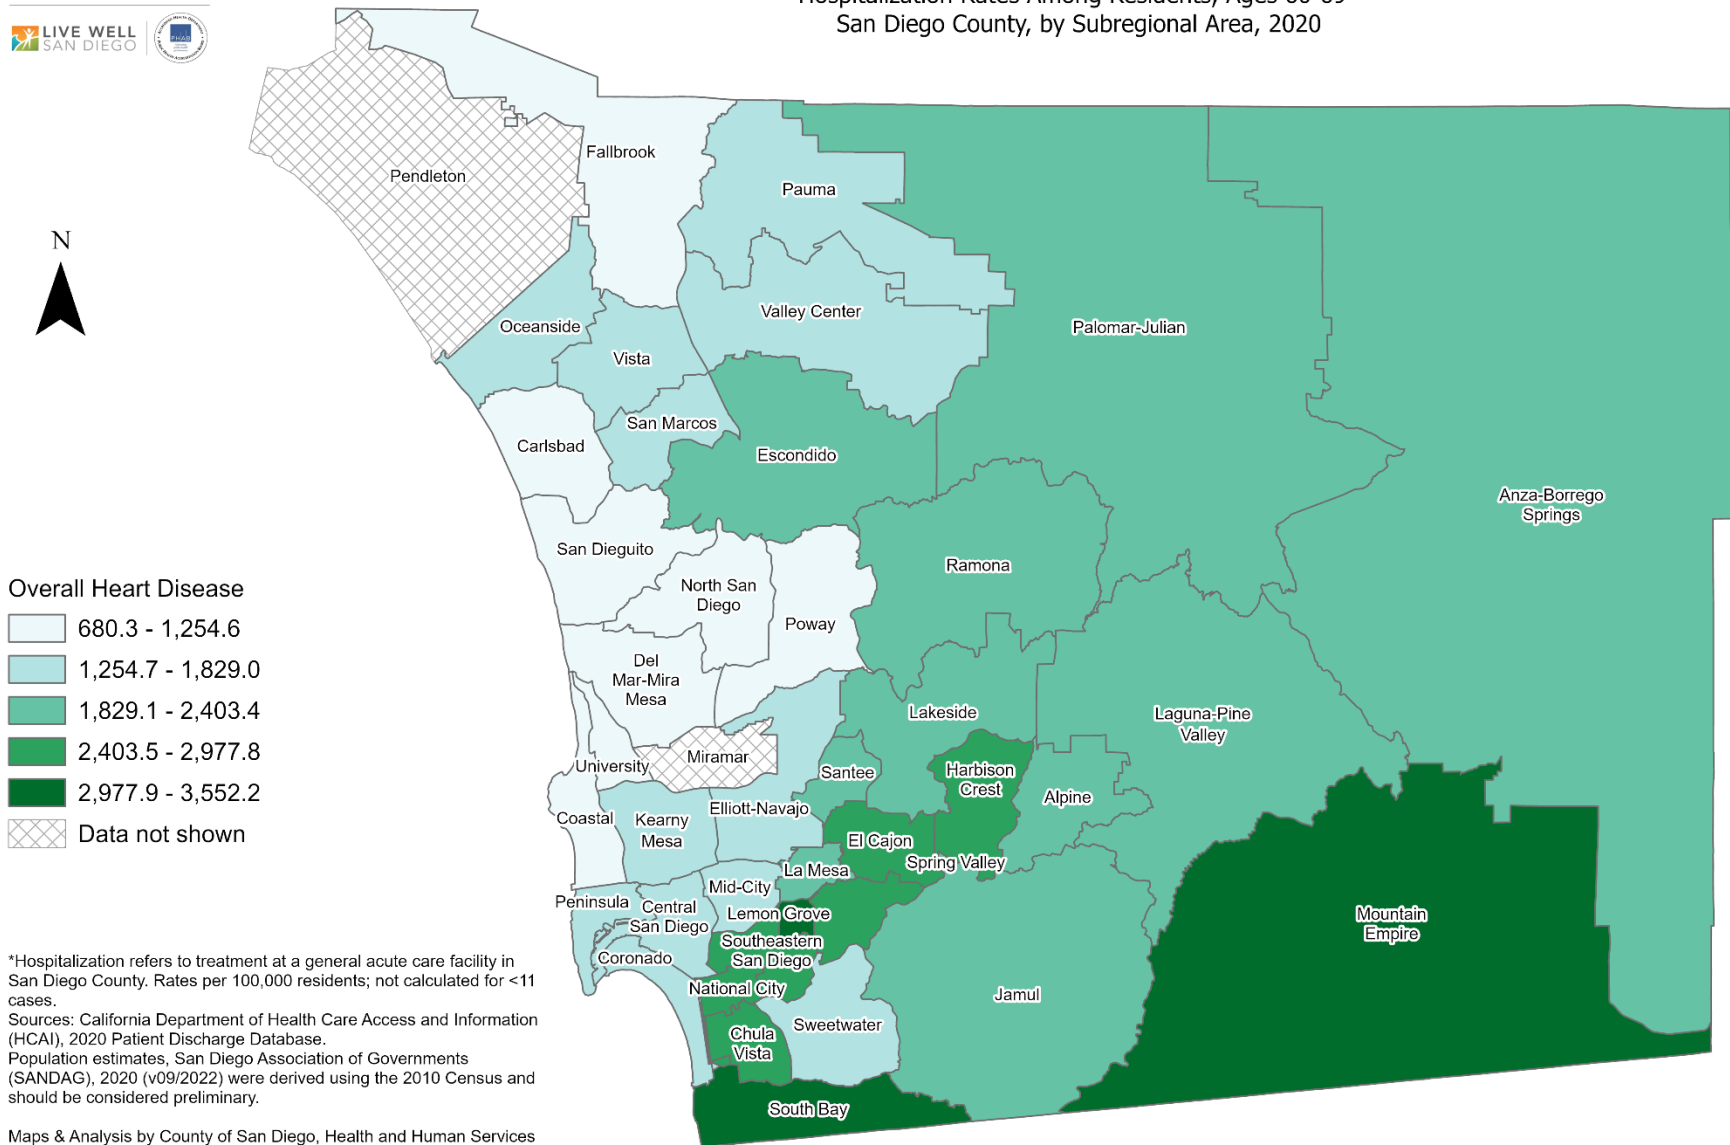 Hospitalization Rates Among Residents, Ages 60-69
San Diego County, by Subregional Area, 2020
LIVE WELL
SAN DIEGO
PHAB
N
Fallbrook
Pendleton
Pauma
Valley Center
Oceanside
Palomar-Julian
Vista
San Marcos
Carlsbad
Escondido
Anza-Borrego
Springs
San Dieguito
Ramona
North San
Diego
Poway
Del
Mar-Mira
Mesa
Lakeside
Laguna-Pine
Valley
Miramar
University
Santee
Harbison
Crest
Alpine
Elliott-Navajo
Coastal
Kearny
Mesa
El Cajon
Spring Valley
La Mesa
Mid-City
Peninsula
Central
San Diego
Lemon Grove
Mountain
Empire
Southeastern
San Diego
Coronado
National City
Jamul
Sweetwater
Chula
Vista
South Bay
Overall Heart Disease
680.3 - 1,254.6
1,254.7 - 1,829.0
1,829.1 - 2,403.4
2,403.5 - 2,977.8
2,977.9 - 3,552.2
Data not shown
*Hospitalization refers to treatment at a general acute care facility in
San Diego County. Rates per 100,000 residents; not calculated for <11
cases.
Sources: California Department of Health Care Access and Information
(HCAI), 2020 Patient Discharge Database.
Population estimates, San Diego Association of Governments
(SANDAG), 2020 (v09/2022) were derived using the 2010 Census and
should be considered preliminary.
Maps & Analysis by County of San Diego, Health and Human Services